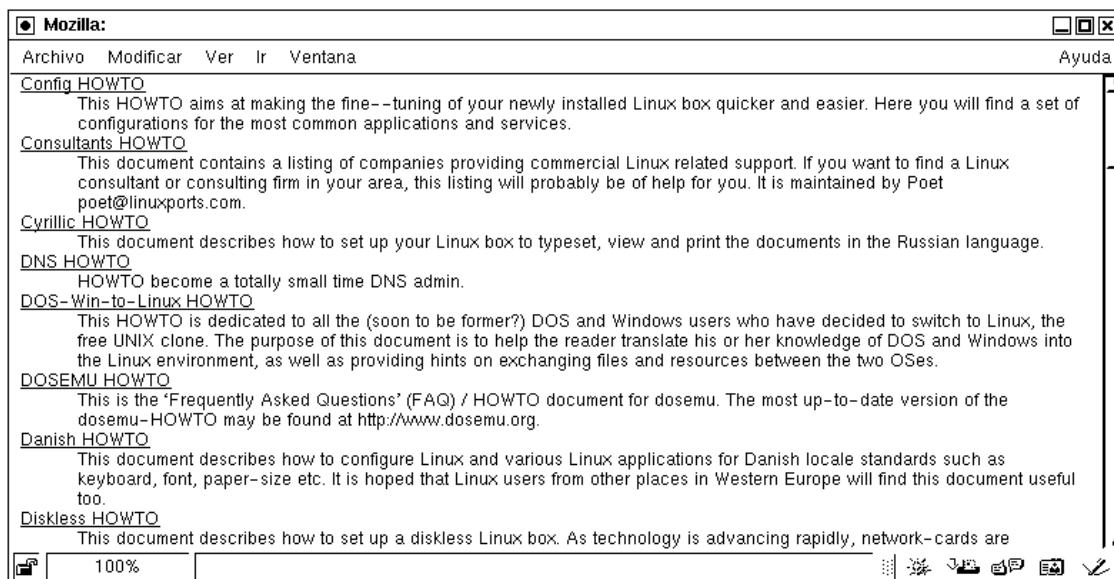 Mozilla:
Archivo Modificar Ver Ir Ventana Ayuda
Config HOWTO
This HOWTO aims at making the fine--tuning of your newly installed Linux box quicker and easier. Here you will find a set of
configurations for the most common applications and services.
Consultants HOWTO
This document contains a listing of companies providing commercial Linux related support. If you want to find a Linux
consultant or consulting firm in your area, this listing will probably be of help for you. It is maintained by Poet
poet@linuxports.com.
Cyrillic HOWTO
This document describes how to set up your Linux box to typeset, view and print the documents in the Russian language.
DNS HOWTO
HOWTO become a totally small time DNS admin.
DOS-Win-to-Linux HOWTO
This HOWTO is dedicated to all the (soon to be former?) DOS and Windows users who have decided to switch to Linux, the
free UNIX clone. The purpose of this document is to help the reader translate his or her knowledge of DOS and Windows into
the Linux environment, as well as providing hints on exchanging files and resources between the two OSes.
DOSEMU HOWTO
This is the ‘Frequently Asked Questions’ (FAQ) / HOWTO document for dosemu. The most up-to-date version of the
dosemu-HOWTO may be found at http://www.dosemu.org.
Danish HOWTO
This document describes how to configure Linux and various Linux applications for Danish locale standards such as
keyboard, font, paper-size etc. It is hoped that Linux users from other places in Western Europe will find this document useful
too.
Diskless HOWTO
This document describes how to set up a diskless Linux box. As technology is advancing rapidly, network-cards are
100%